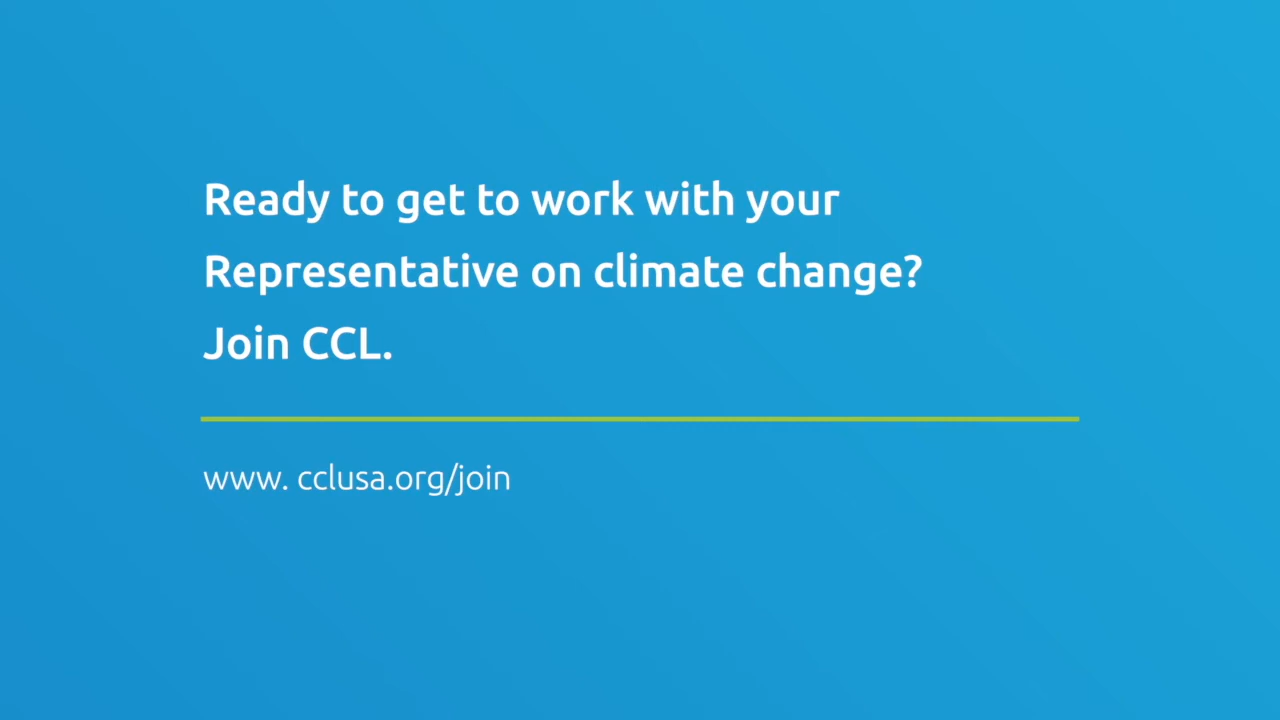 Ready to get to work with your
Representative on climate change?
Join CCL.
www. cclusa.org/join